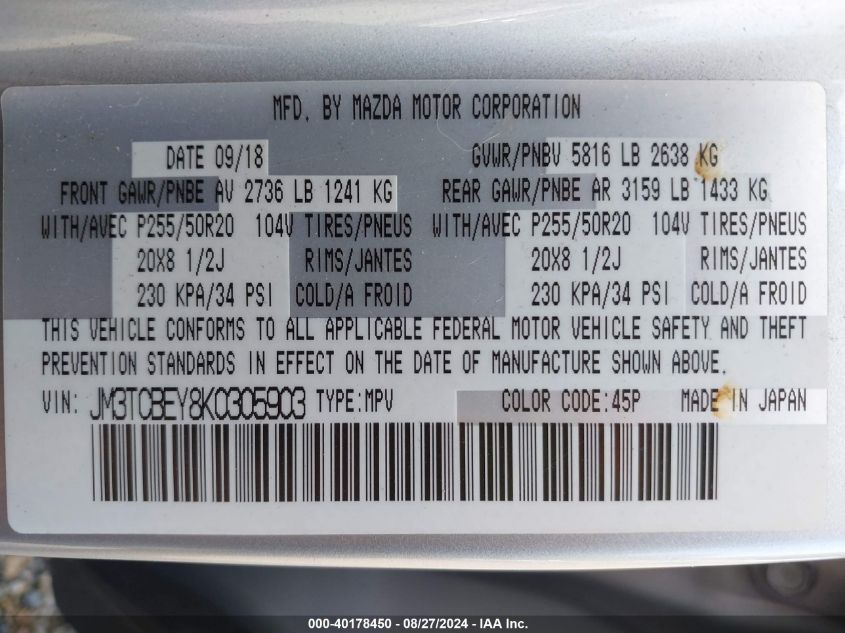 MFD. BY MAZDA MOTOR CORPORATION
DATE 09/18 GVWR/PNBV 5816 LB 2638 KG
FRONT GAWR/PNBE AV 2736 LB 1241 KG REAR GAWR/PNBE AR 3159 LB 1433 KG
WITH/AVEC P255/50R20 104V TIRES/PNEUS WITH/AVEC P255/50R20 104V TIRES/PNEUS
20X8 1/2J RIMS/JANTES 20X8 1/2J RIMS/JANTES
230 KPA/34 PSI COLD/A FROID 230 KPA/34 PSI COLD/A FROID
THIS VEHICLE CONFORMS TO ALL APPLICABLE FEDERAL MOTOR VEHICLE SAFETY AND THEFT
PREVENTION STANDARDS IN EFFECT ON THE DATE OF MANUFACTURE SHOWN ABOVE.
VIN: JM3TCBEY8K0305903 TYPE:MPV COLOR CODE:45P MADE IN JAPAN
000-40178450 - 08/27/2024 - IAA Inc.